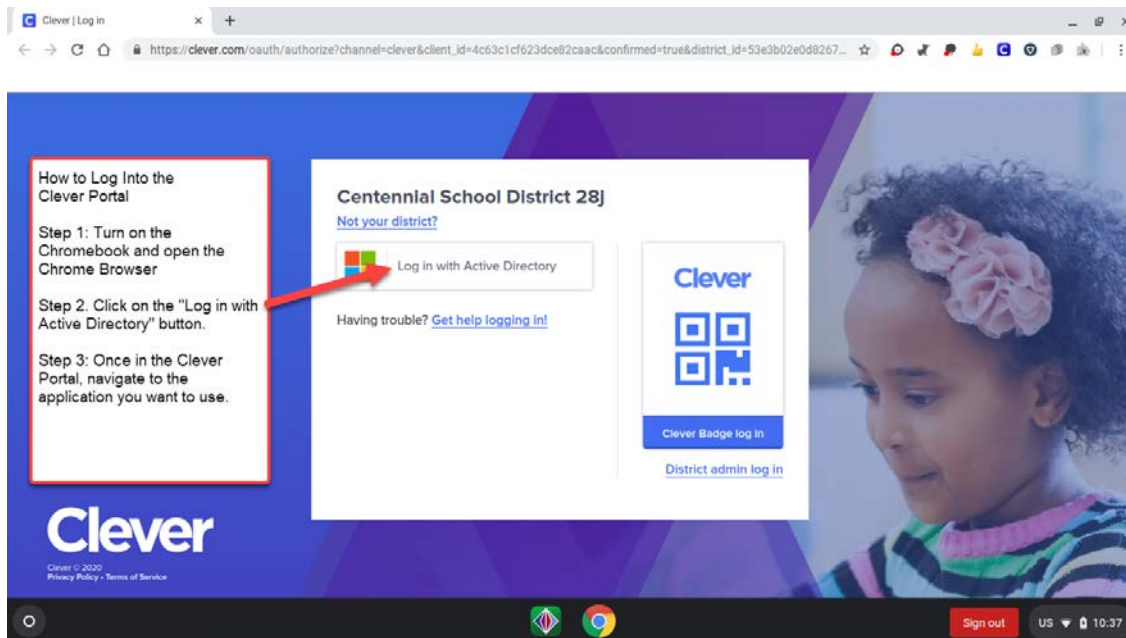 Clever | Log in
https://clever.com/oauth/authorize?channel=clever&client_id=4c63c1cf623dce82caac&confirmed=true&district_id=53e3b02e0d8267...
How to Log Into the
Clever Portal
Step 1: Turn on the
Chromebook and open the
Chrome Browser
Step 2. Click on the "Log in with
Active Directory" button.
Step 3: Once in the Clever
Portal, navigate to the
application you want to use.
Centennial School District 28j
Not your district?
Log in with Active Directory
Having trouble? Get help logging in!
Clever
Clever Badge log in
District admin log in
Clever
Clever © 2020
Privacy Policy • Terms of Service
Sign out
US
10:37